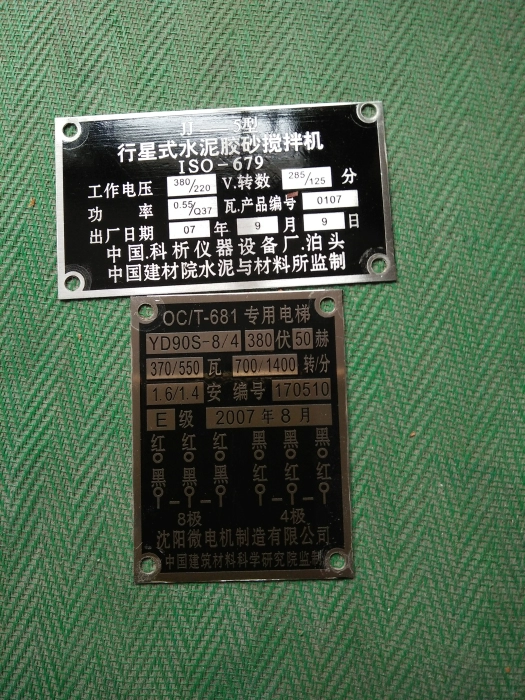 JJ 5型
行星式水泥胶砂搅拌机
ISO-679
工作电压 380/220 V.转数 285/125 分
功 率 0.55/0.37 瓦.产品编号 0107
出厂日期 07 年 9 月 9 日
中国.科析仪器设备厂.泊头
中国建材院水泥与材料所监制
OC/T-681 专用电梯
YD90S-8/4 380 伏 50 赫
370/550 瓦 700/1400 转/分
1.6/1.4 安 编号 170510
E 级 2007年8月
红 红 红 黑 黑 黑
黑 黑 黑 红 红 红
8极 4极
沈阳微电机制造有限公司
中国建筑材料科学研究院监制